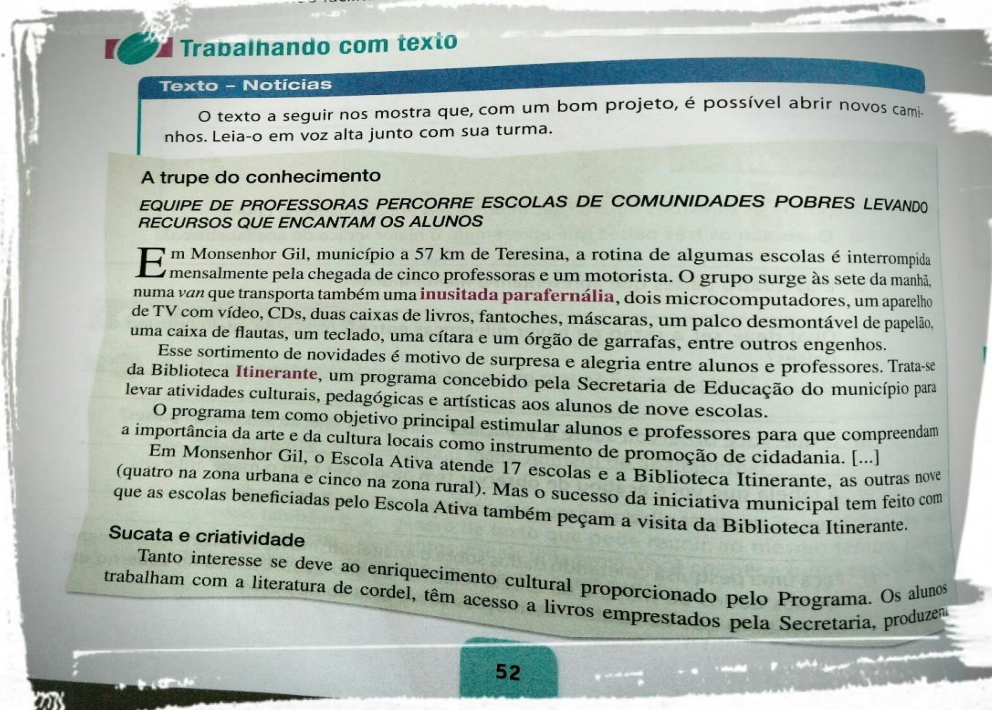 Trabalhando com texto
Texto – Notícias
O texto a seguir nos mostra que, com um bom projeto, é possível abrir novos cami-
nhos. Leia-o em voz alta junto com sua turma.
A trupe do conhecimento
EQUIPE DE PROFESSORAS PERCORRE ESCOLAS DE COMUNIDADES POBRES LEVANDO
RECURSOS QUE ENCANTAM OS ALUNOS
Em Monsenhor Gil, município a 57 km de Teresina, a rotina de algumas escolas é interrompida
mensalmente pela chegada de cinco professoras e um motorista. O grupo surge às sete da manhã,
numa van que transporta também uma inusitada parafernália, dois microcomputadores, um aparelho
de TV com vídeo, CDs, duas caixas de livros, fantoches, máscaras, um palco desmontável de papelão,
uma caixa de flautas, um teclado, uma cítara e um órgão de garrafas, entre outros engenhos.
Esse sortimento de novidades é motivo de surpresa e alegria entre alunos e professores. Trata-se
da Biblioteca Itinerante, um programa concebido pela Secretaria de Educação do município para
levar atividades culturais, pedagógicas e artísticas aos alunos de nove escolas.
O programa tem como objetivo principal estimular alunos e professores para que compreendam
a importância da arte e da cultura locais como instrumento de promoção de cidadania. [...]
Em Monsenhor Gil, o Escola Ativa atende 17 escolas e a Biblioteca Itinerante, as outras nove
(quatro na zona urbana e cinco na zona rural). Mas o sucesso da iniciativa municipal tem feito com
que as escolas beneficiadas pelo Escola Ativa também peçam a visita da Biblioteca Itinerante.
Sucata e criatividade
Tanto interesse se deve ao enriquecimento cultural proporcionado pelo Programa. Os alunos
trabalham com a literatura de cordel, têm acesso a livros emprestados pela Secretaria, produzem
52